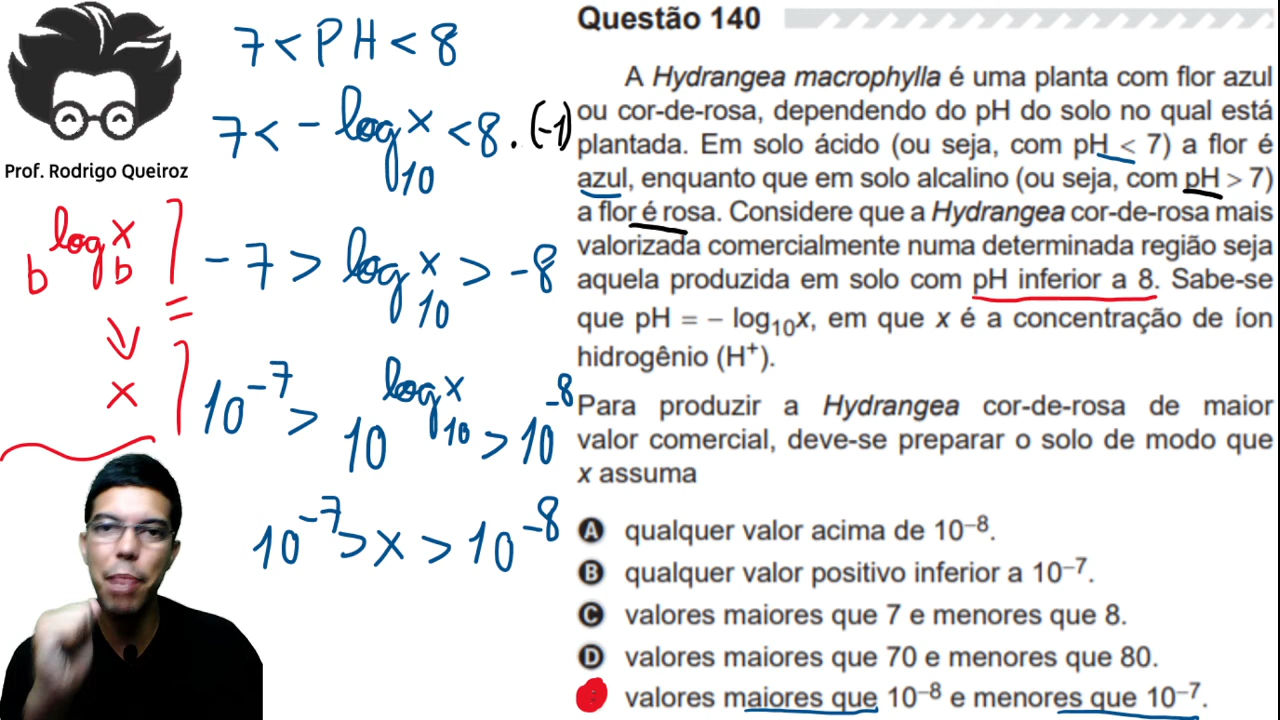 Prof. Rodrigo Queiroz
7 < PH < 8
7 < - log₁₀ x < 8 . (-1)
-7 > log₁₀ x > -8
10⁻⁷ > 10^(log₁₀ x) > 10⁻⁸
10⁻⁷ > x > 10⁻⁸
b^(log_b x)
=
x
Questão 140
A Hydrangea macrophylla é uma planta com flor azul
ou cor-de-rosa, dependendo do pH do solo no qual está
plantada. Em solo ácido (ou seja, com pH < 7) a flor é
azul, enquanto que em solo alcalino (ou seja, com pH > 7)
a flor é rosa. Considere que a Hydrangea cor-de-rosa mais
valorizada comercialmente numa determinada região seja
aquela produzida em solo com pH inferior a 8. Sabe-se
que pH = − log₁₀x, em que x é a concentração de íon
hidrogênio (H⁺).
Para produzir a Hydrangea cor-de-rosa de maior
valor comercial, deve-se preparar o solo de modo que
x assuma
A qualquer valor acima de 10⁻⁸.
B qualquer valor positivo inferior a 10⁻⁷.
C valores maiores que 7 e menores que 8.
D valores maiores que 70 e menores que 80.
valores maiores que 10⁻⁸ e menores que 10⁻⁷.